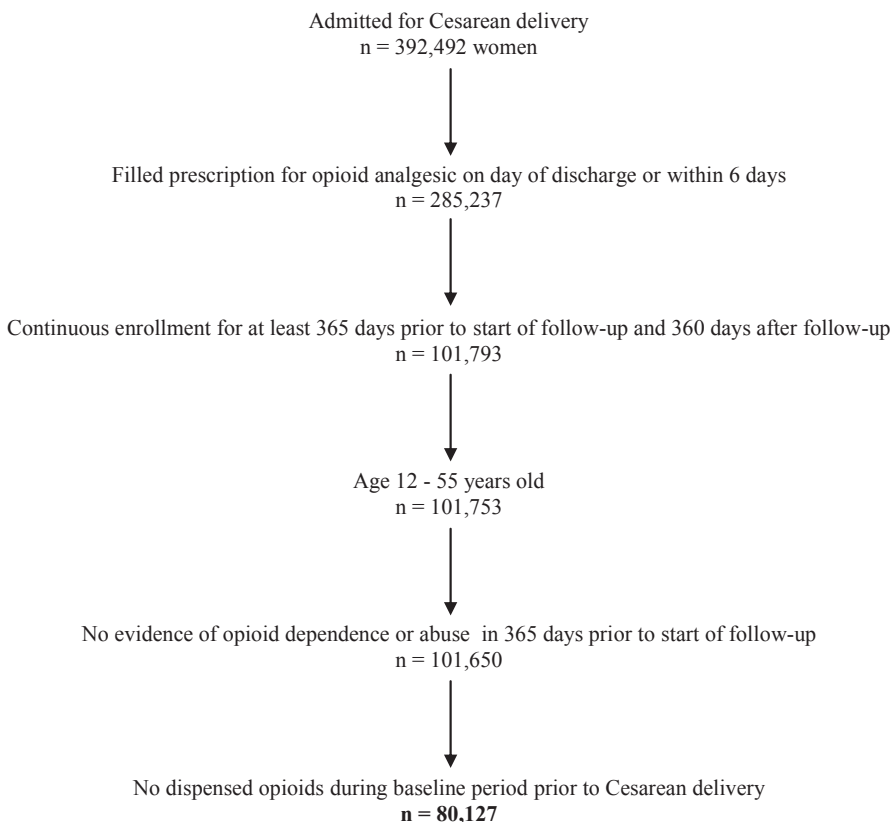 Admitted for Cesarean delivery
n = 392,492 women
Filled prescription for opioid analgesic on day of discharge or within 6 days
n = 285,237
Continuous enrollment for at least 365 days prior to start of follow-up and 360 days after follow-up
n = 101,793
Age 12 - 55 years old
n = 101,753
No evidence of opioid dependence or abuse in 365 days prior to start of follow-up
n = 101,650
No dispensed opioids during baseline period prior to Cesarean delivery
n = 80,127